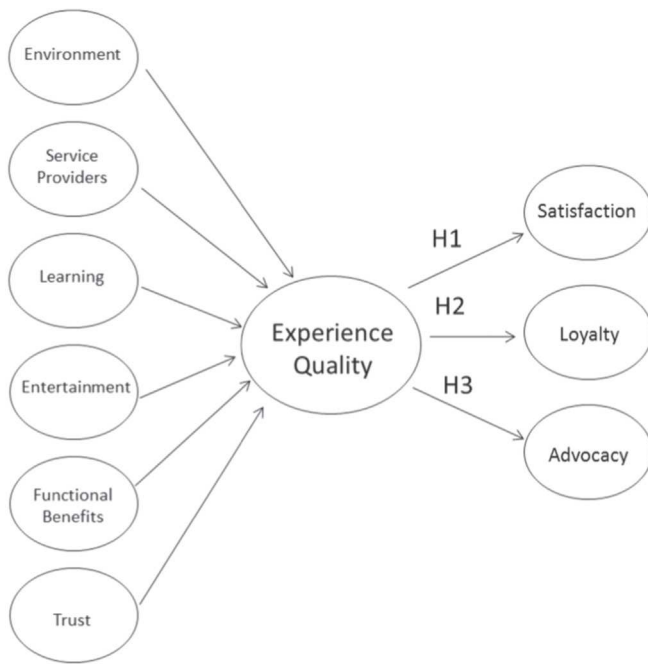 Environment
Service
Providers
Learning
Entertainment
Functional
Benefits
Trust
Experience
Quality
H1
H2
H3
Satisfaction
Loyalty
Advocacy